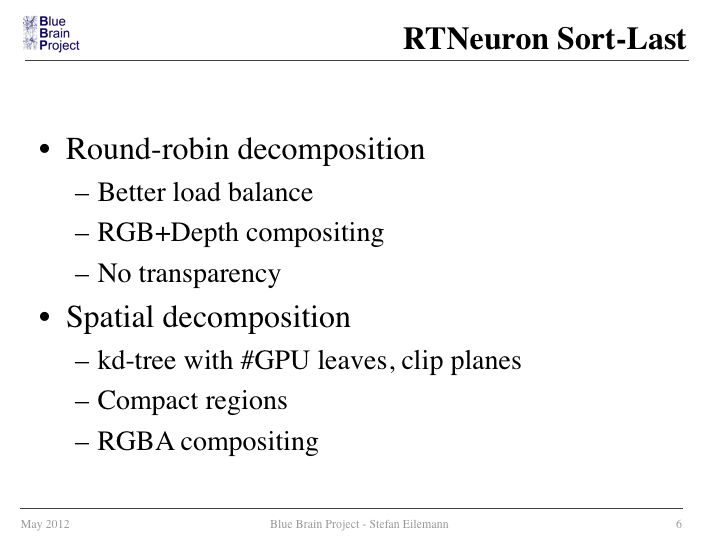 Blue
Brain
Project
RTNeuron Sort-Last
• Round-robin decomposition
– Better load balance
– RGB+Depth compositing
– No transparency
• Spatial decomposition
– kd-tree with #GPU leaves, clip planes
– Compact regions
– RGBA compositing
May 2012
Blue Brain Project - Stefan Eilemann
6